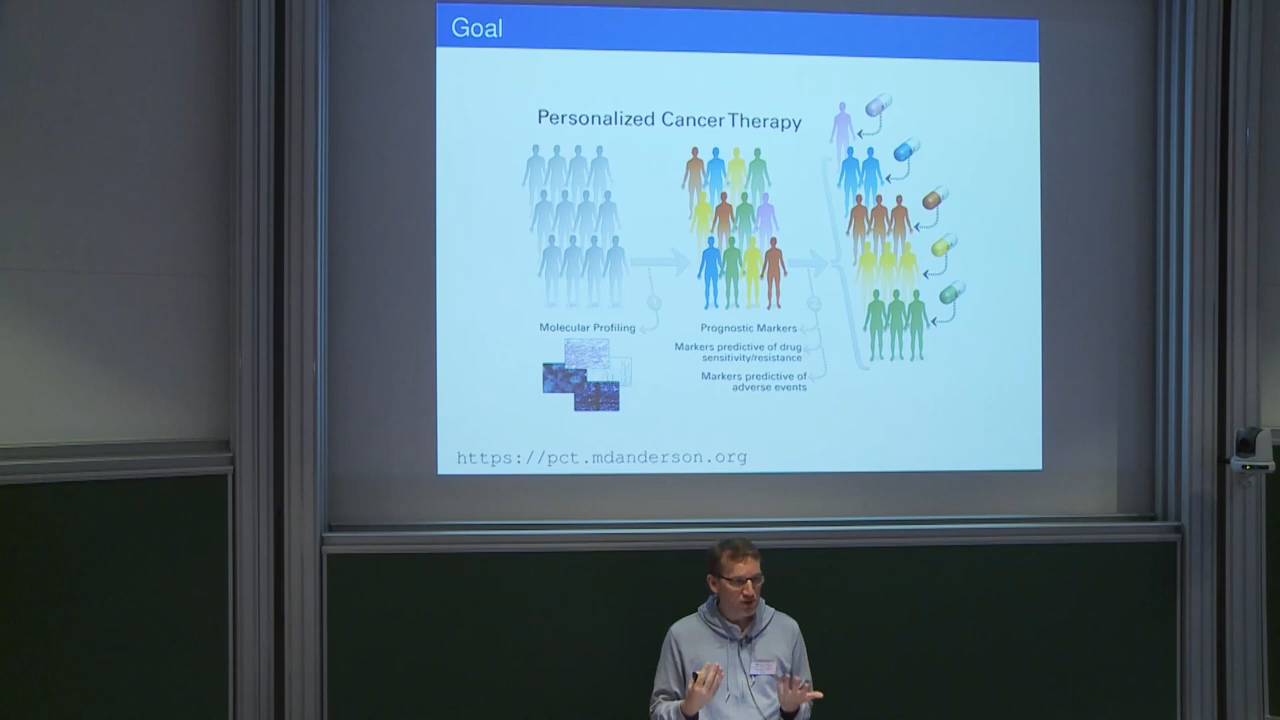 Goal
Personalized Cancer Therapy
Molecular Profiling
Prognostic Markers
Markers predictive of drug
sensitivity/resistance
Markers predictive of
adverse events
https://pct.mdanderson.org